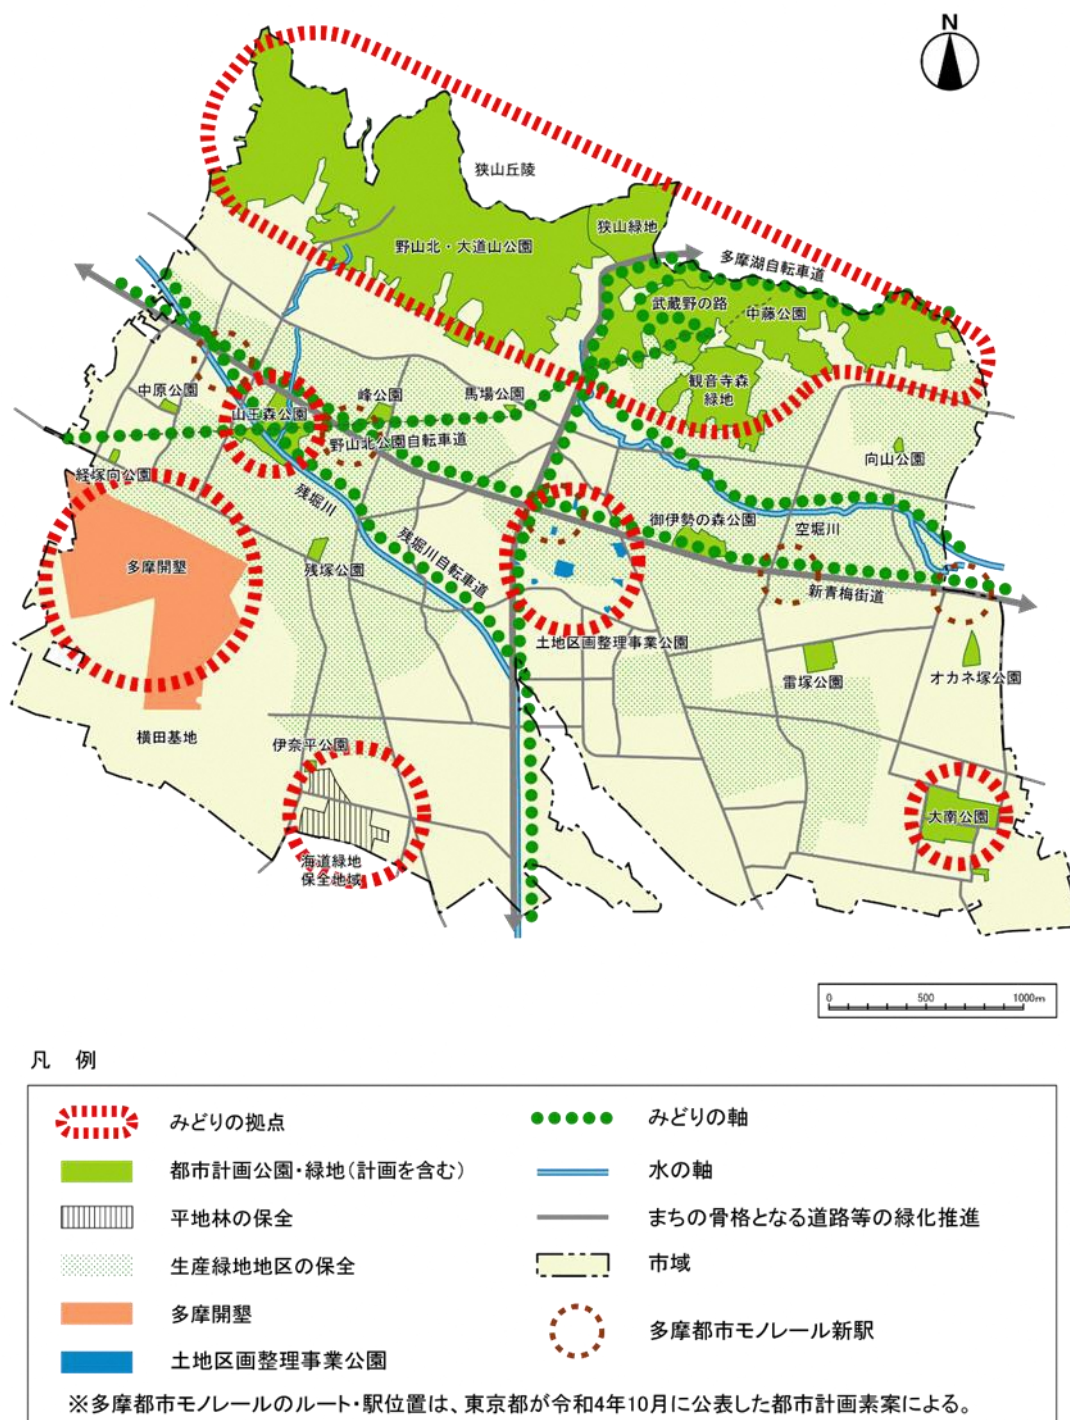 N
狭山丘陵
狭山緑地
野山北・大道山公園
多摩湖自転車道
武蔵野の路
中藤公園
観音寺森
緑地
中原公園
峰公園
馬場公園
山王森公園
野山北公園自転車道
向山公園
経塚向公園
残堀川
御伊勢の森公園
空堀川
多摩開墾
残塚公園
残堀川自転車道
新青梅街道
土地区画整理事業公園
雷塚公園
オカネ塚公園
横田基地
伊奈平公園
大南公園
海道緑地
保全地域
0 500 1000m
凡 例
みどりの拠点
みどりの軸
都市計画公園・緑地(計画を含む)
水の軸
平地林の保全
まちの骨格となる道路等の緑化推進
生産緑地地区の保全
市域
多摩開墾
多摩都市モノレール新駅
土地区画整理事業公園
※多摩都市モノレールのルート・駅位置は、東京都が令和4年10月に公表した都市計画素案による。